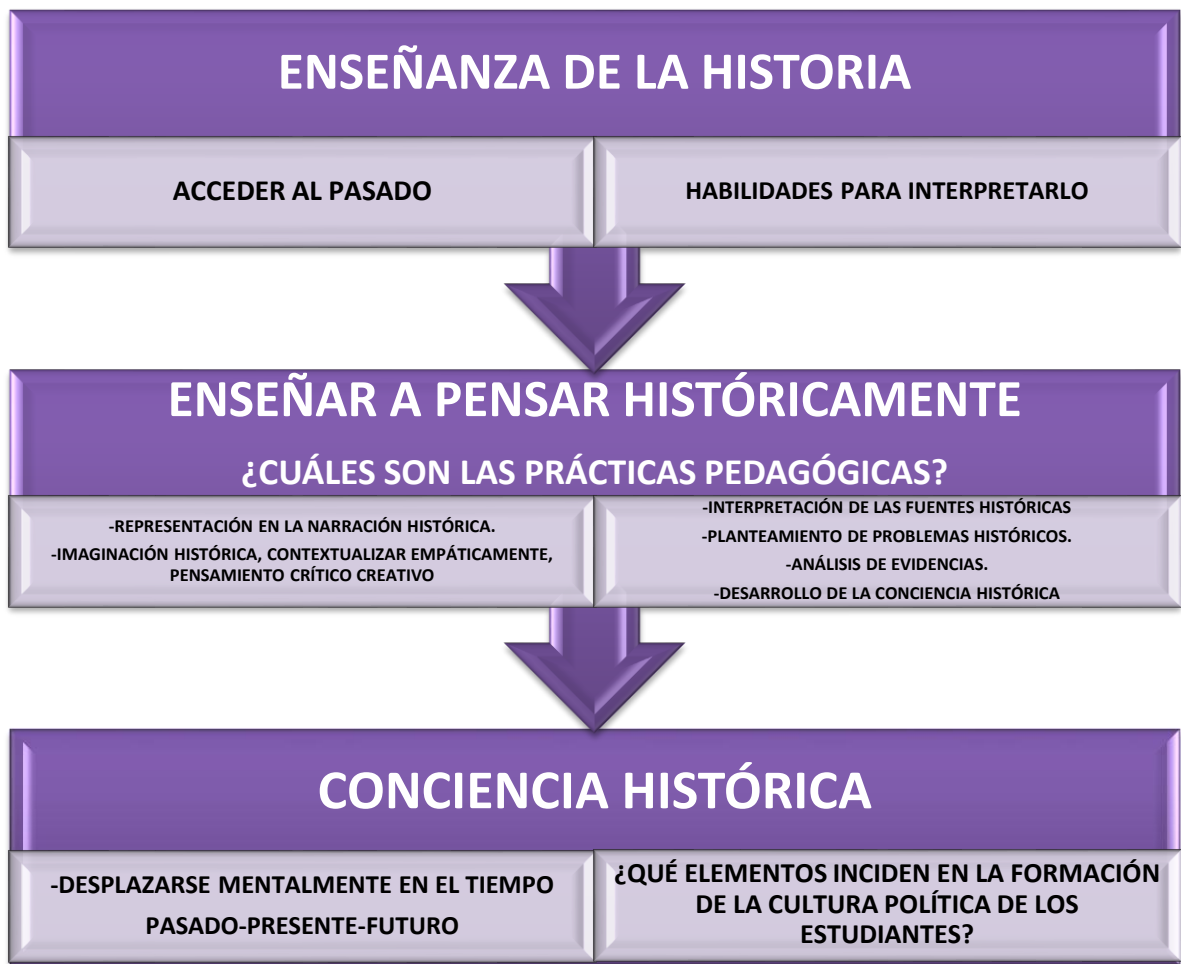 ENSEÑANZA DE LA HISTORIA
ACCEDER AL PASADO
HABILIDADES PARA INTERPRETARLO
ENSEÑAR A PENSAR HISTÓRICAMENTE
¿CUÁLES SON LAS PRÁCTICAS PEDAGÓGICAS?
-REPRESENTACIÓN EN LA NARRACIÓN HISTÓRICA.
-IMAGINACIÓN HISTÓRICA, CONTEXTUALIZAR EMPÁTICAMENTE,
PENSAMIENTO CRÍTICO CREATIVO
-INTERPRETACIÓN DE LAS FUENTES HISTÓRICAS
-PLANTEAMIENTO DE PROBLEMAS HISTÓRICOS.
-ANÁLISIS DE EVIDENCIAS.
-DESARROLLO DE LA CONCIENCIA HISTÓRICA
CONCIENCIA HISTÓRICA
-DESPLAZARSE MENTALMENTE EN EL TIEMPO
PASADO-PRESENTE-FUTURO
¿QUÉ ELEMENTOS INCIDEN EN LA FORMACIÓN
DE LA CULTURA POLÍTICA DE LOS
ESTUDIANTES?